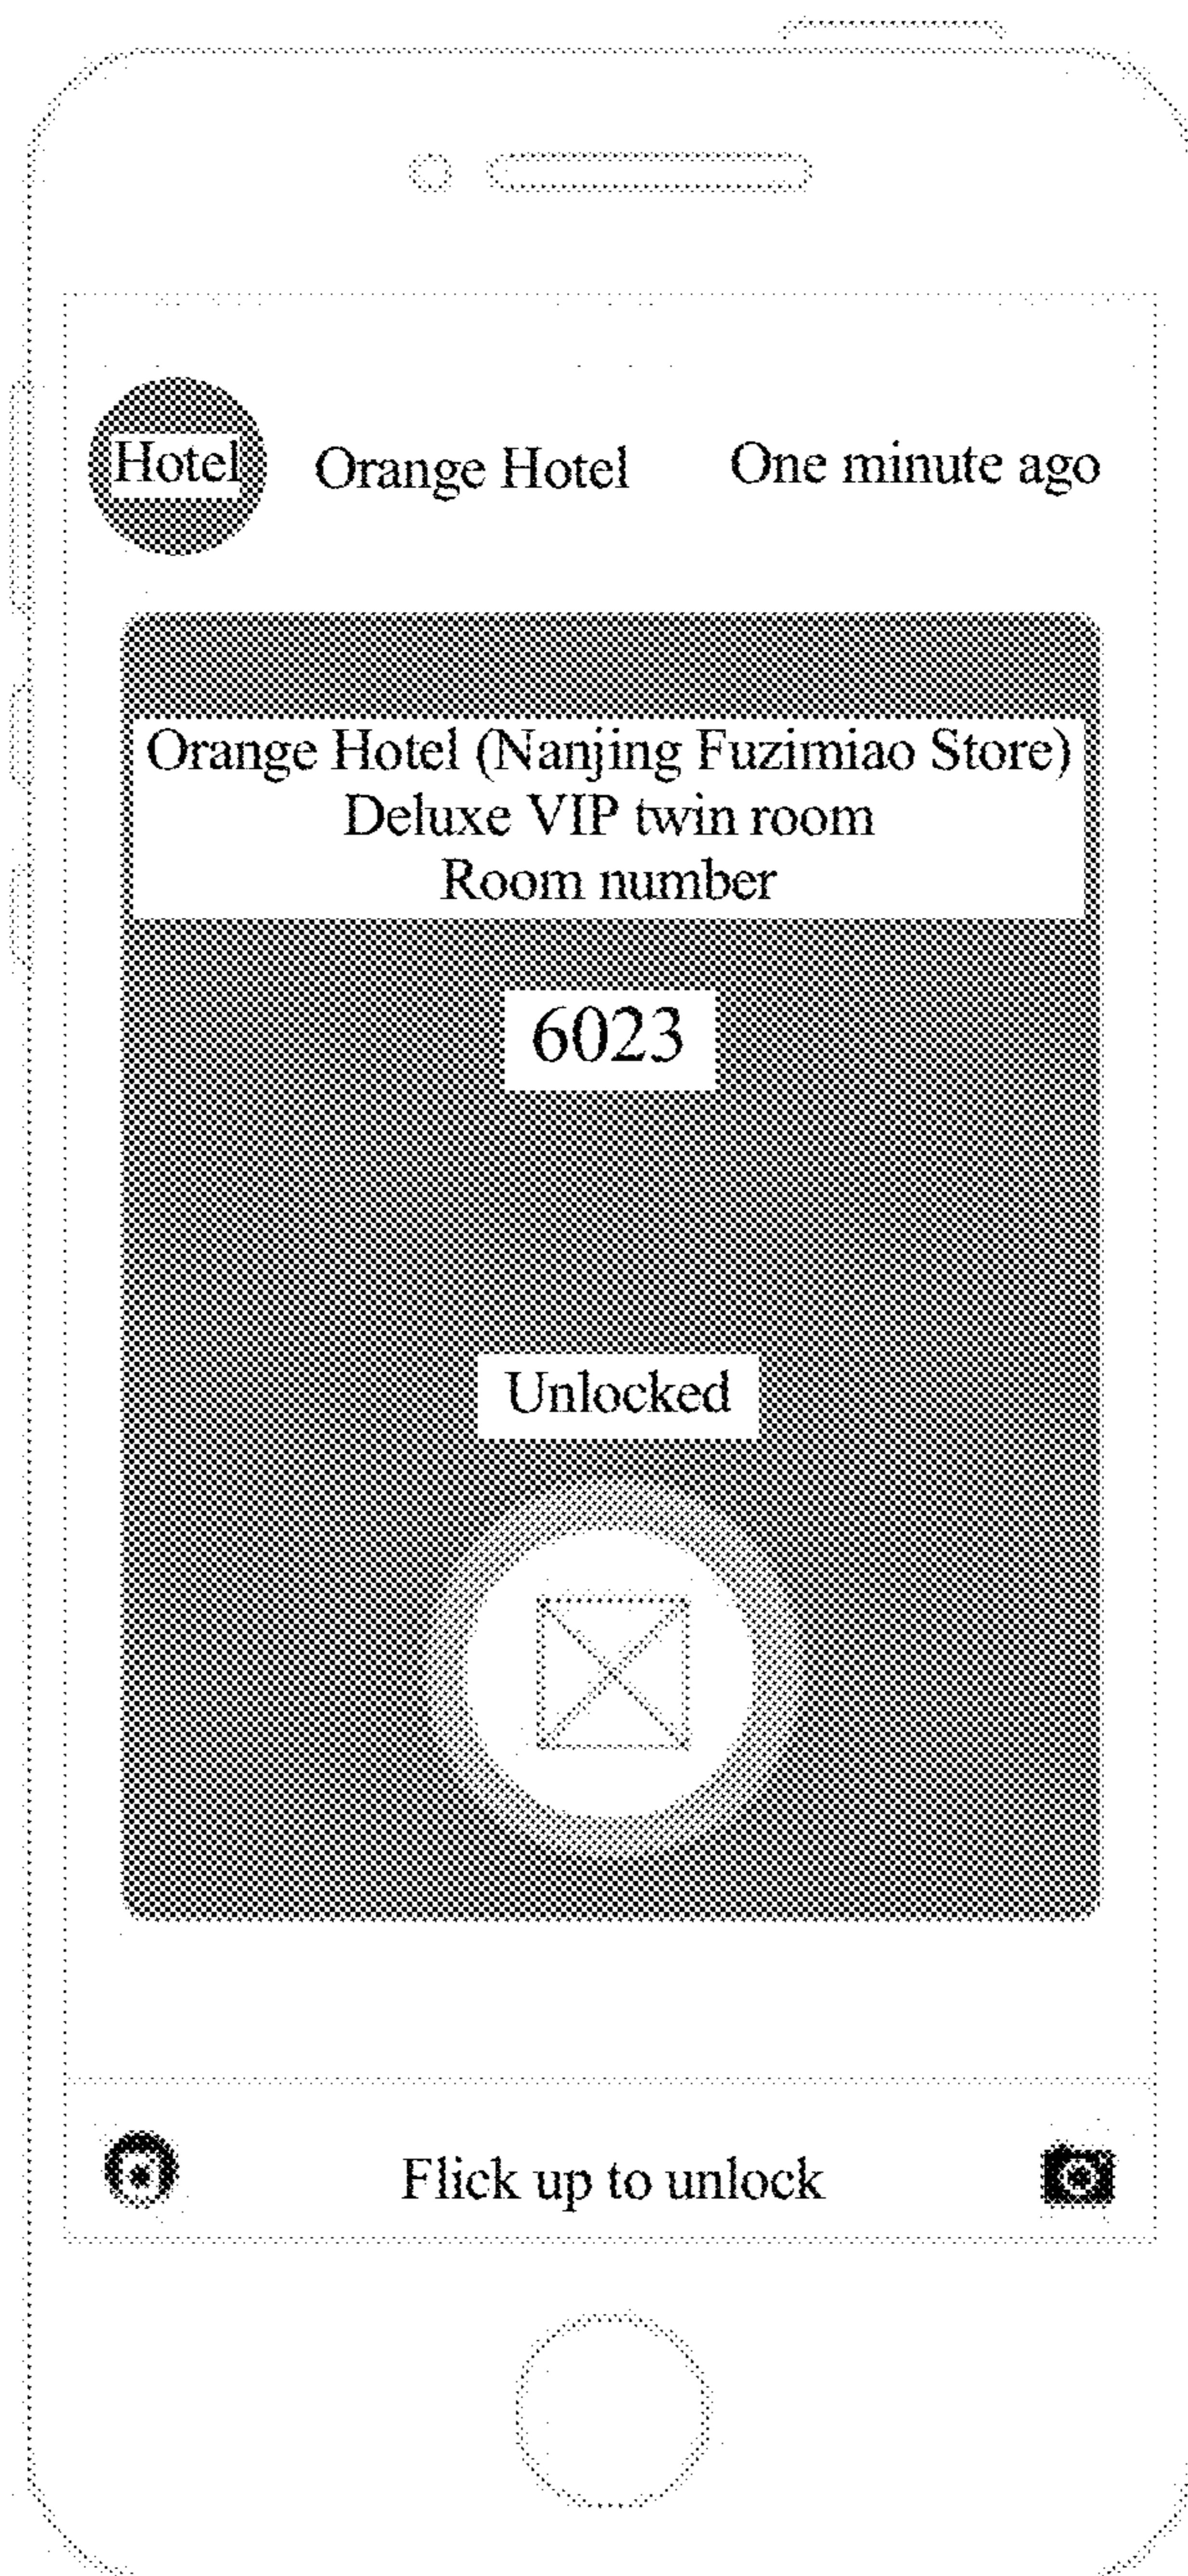 Hotel Orange Hotel One minute ago
Orange Hotel (Nanjing Fuzimiao Store)
Deluxe VIP twin room
Room number
6023
Unlocked
Flick up to unlock